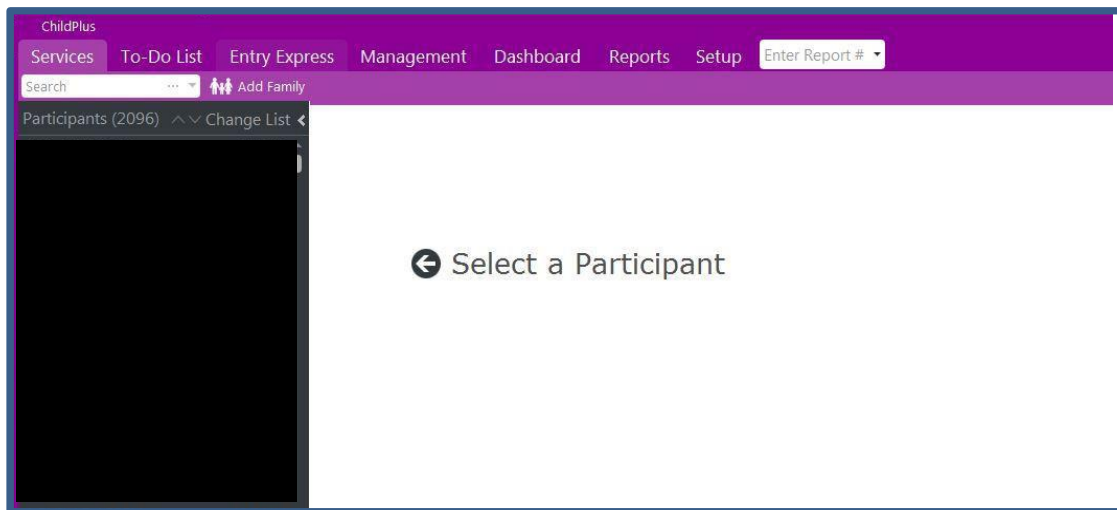 ChildPlus
Services To-Do List Entry Express Management Dashboard Reports Setup Enter Report #
Search ... Add Family
Participants (2096) Change List
Select a Participant